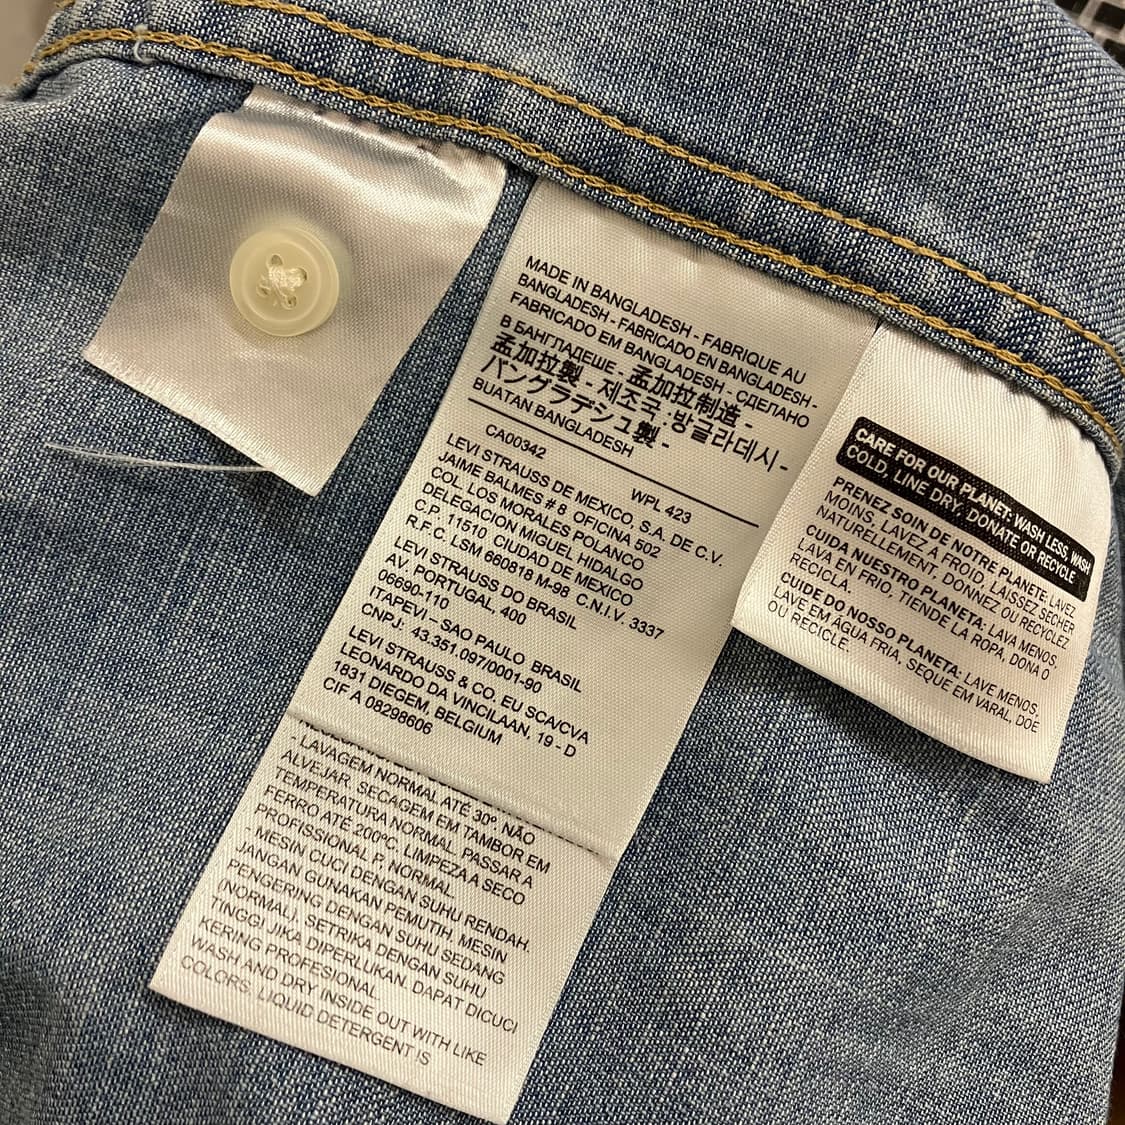 MADE IN BANGLADESH - FABRIQUE AU
BANGLADESH - FABRICADO EN BANGLADESH -
FABRICADO EM BANGLADESH - СДЕЛАНО
В БАНГЛАДЕШЕ - 孟加拉制造 -
孟加拉製 - 제조국 :방글라데시 -
バングラデシュ製 -
BUATAN BANGLADESH
CA00342 WPL 423
LEVI STRAUSS DE MEXICO, S.A. DE C.V.
JAIME BALMES # 8 OFICINA 502
COL. LOS MORALES POLANCO
DELEGACION MIGUEL HIDALGO
C.P. 11510 CIUDAD DE MEXICO
R.F.C. LSM 660818 M-98 C.N.I.V. 3337
LEVI STRAUSS DO BRASIL
AV. PORTUGAL, 400
06690-110
ITAPEVI – SAO PAULO BRASIL
CNPJ: 43.351.097/0001-90
LEVI STRAUSS & CO. EU SCA/CVA
LEONARDO DA VINCILAAN, 19 - D
1831 DIEGEM, BELGIUM
CIF A 08298606
- LAVAGEM NORMAL ATÉ 30º. NÃO
ALVEJAR. SECAGEM EM TAMBOR EM
TEMPERATURA NORMAL. PASSAR A
FERRO ATÉ 200ºC. LIMPEZA A SECO
PROFISSIONAL P, NORMAL.
- MESIN CUCI DENGAN SUHU RENDAH.
JANGAN GUNAKAN PEMUTIH. MESIN
PENGERING DENGAN SUHU SEDANG
(NORMAL). SETRIKA DENGAN SUHU
TINGGI JIKA DIPERLUKAN. DAPAT DICUCI
KERING PROFESIONAL.
WASH AND DRY INSIDE OUT WITH LIKE
COLORS. LIQUID DETERGENT IS
CARE FOR OUR PLANET: WASH LESS, WASH
COLD, LINE DRY, DONATE OR RECYCLE
PRENEZ SOIN DE NOTRE PLANETE: LAVEZ
MOINS, LAVEZ A FROID, LAISSEZ SECHER
NATURELLEMENT, DONNEZ OU RECYCLEZ
CUIDA NUESTRO PLANETA: LAVA MENOS,
LAVA EN FRIO, TIENDE LA ROPA, DONA O
RECICLA.
CUIDE DO NOSSO PLANETA: LAVE MENOS,
LAVE EM ÁGUA FRIA, SEQUE EM VARAL, DOE
OU RECICLE.